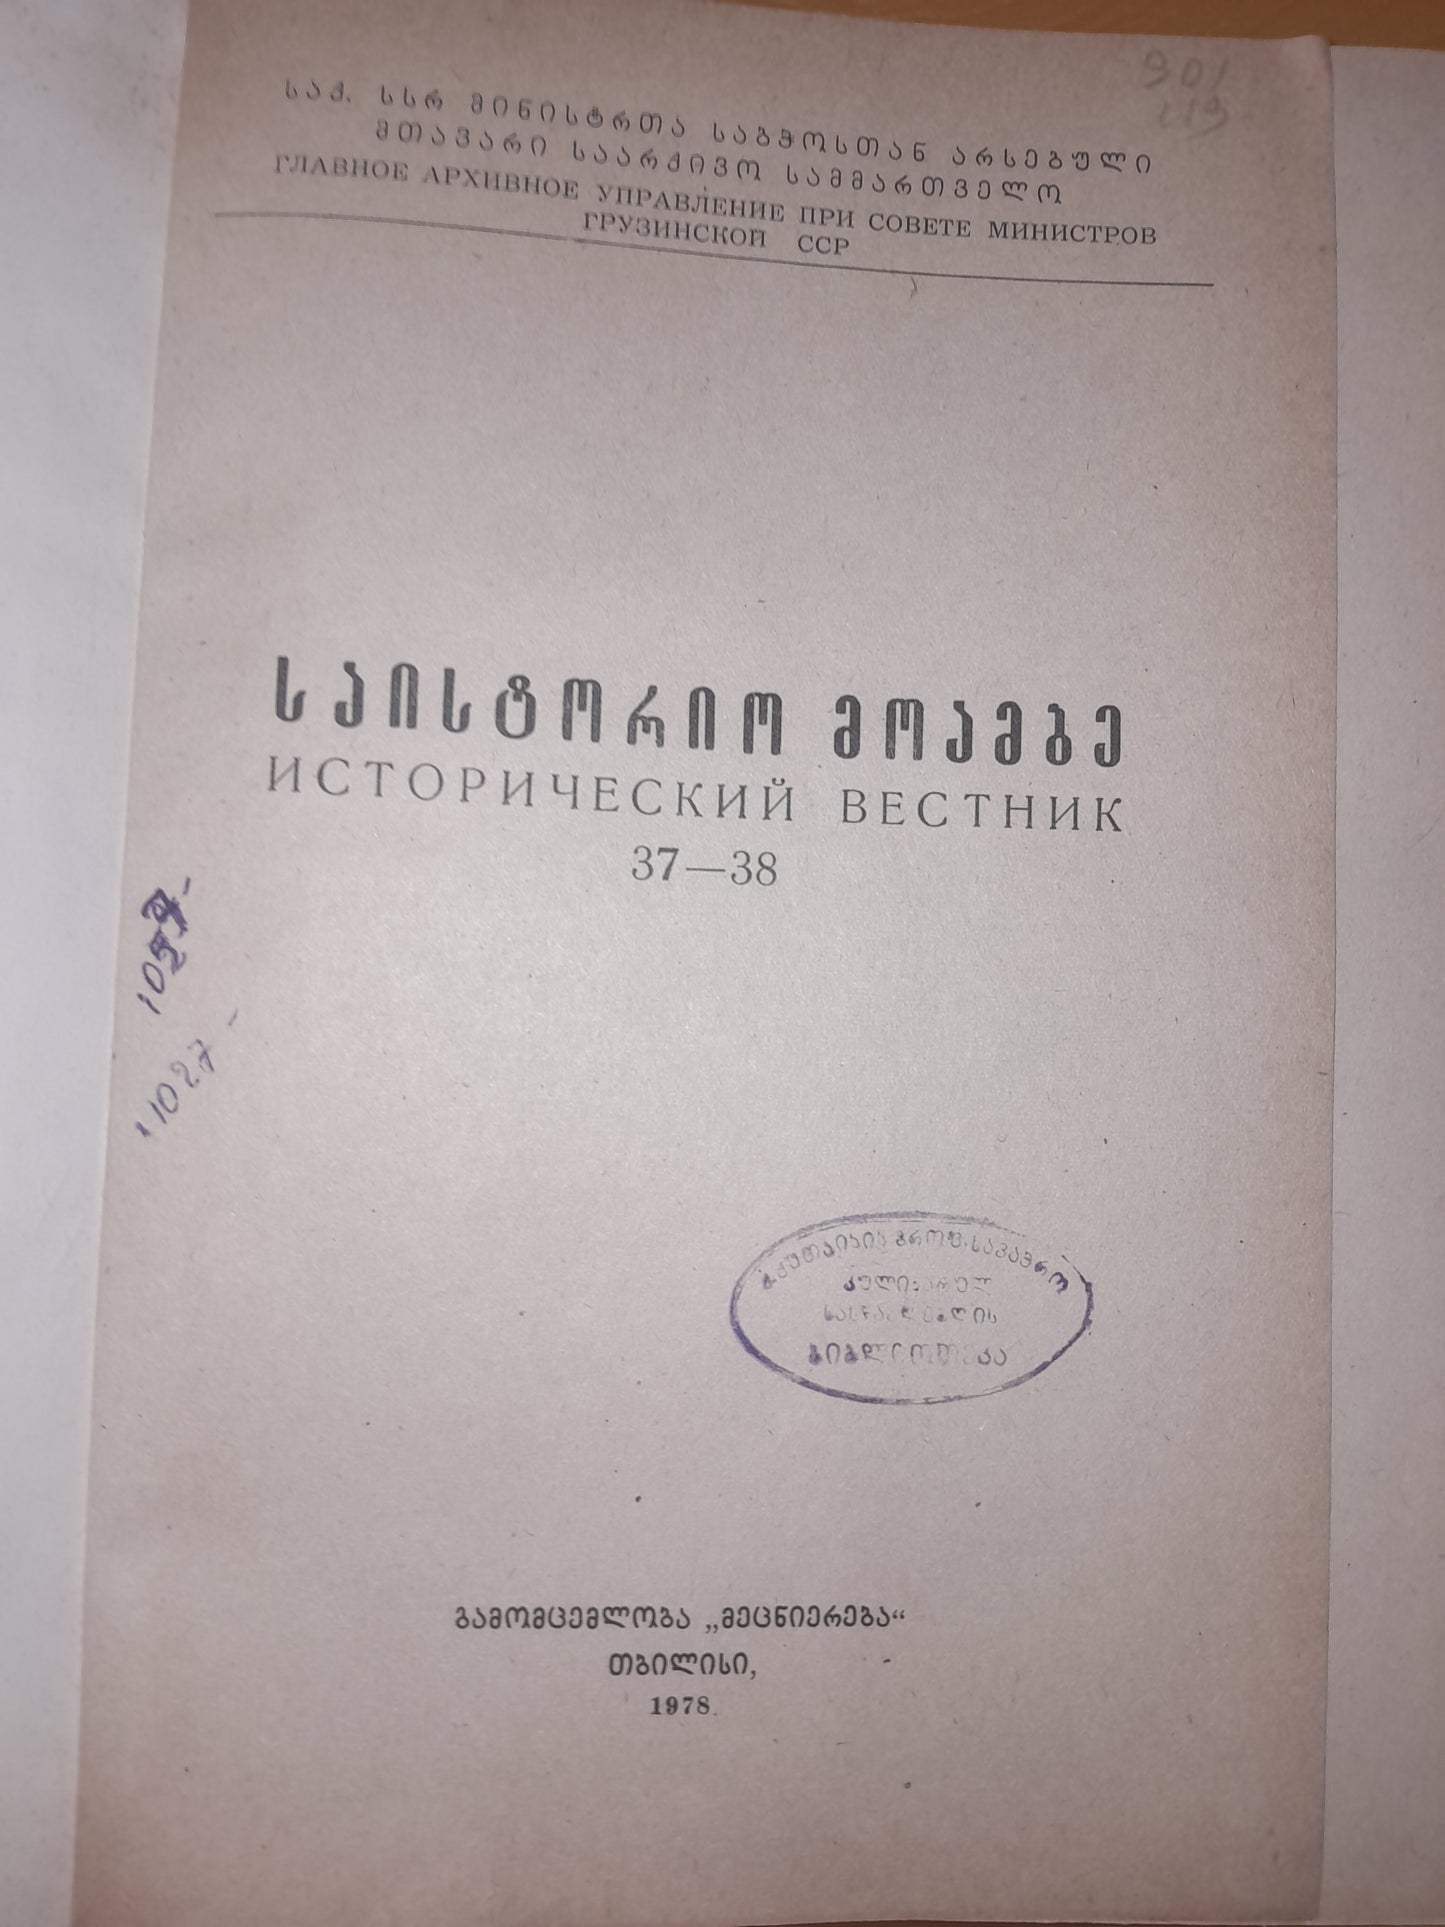 საქ. სსრ მინისტრთა საბჭოსთან არსებული
მთავარი საარქივო სამმართველო
ГЛАВНОЕ АРХИВНОЕ УПРАВЛЕНИЕ ПРИ СОВЕТЕ МИНИСТРОВ
ГРУЗИНСКОЙ ССР
საისტორიო მოამბე
ИСТОРИЧЕСКИЙ ВЕСТНИК
37—38
1027-
ბიბლიოთეკა
გამომცემლობა „მეცნიერება“
თბილისი,
1978.